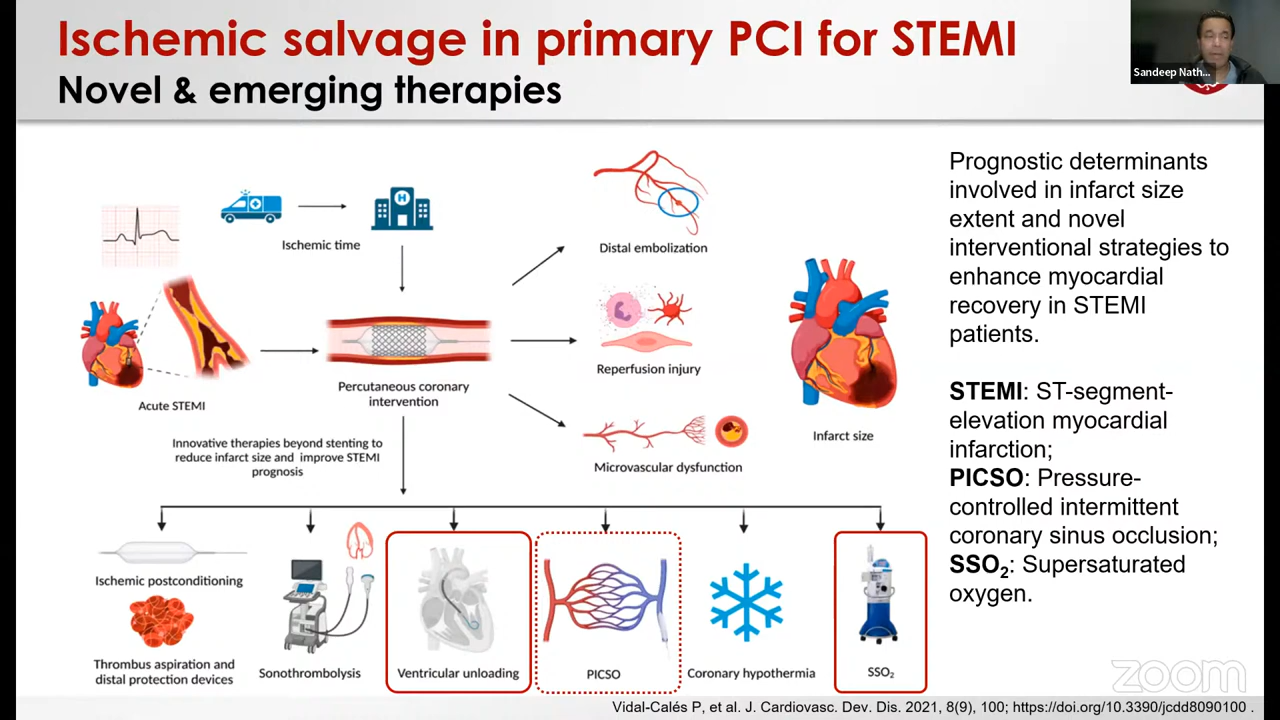 Ischemic salvage in primary PCI for STEMI
Novel & emerging therapies
Sandeep Nath...
H
Ischemic time
Acute STEMI
Percutaneous coronary
intervention
Distal embolization
Reperfusion injury
Microvascular dysfunction
Infarct size
Innovative therapies beyond stenting to
reduce infarct size and improve STEMI
prognosis
Ischemic postconditioning
Thrombus aspiration and
distal protection devices
Sonothrombolysis
Ventricular unloading
PICSO
Coronary hypothermia
SSO₂
Prognostic determinants
involved in infarct size
extent and novel
interventional strategies to
enhance myocardial
recovery in STEMI
patients.
STEMI: ST-segment-
elevation myocardial
infarction;
PICSO: Pressure-
controlled intermittent
coronary sinus occlusion;
SSO₂: Supersaturated
oxygen.
zoom
Vidal-Calés P, et al. J. Cardiovasc. Dev. Dis. 2021, 8(9), 100; https://doi.org/10.3390/jcdd8090100 .